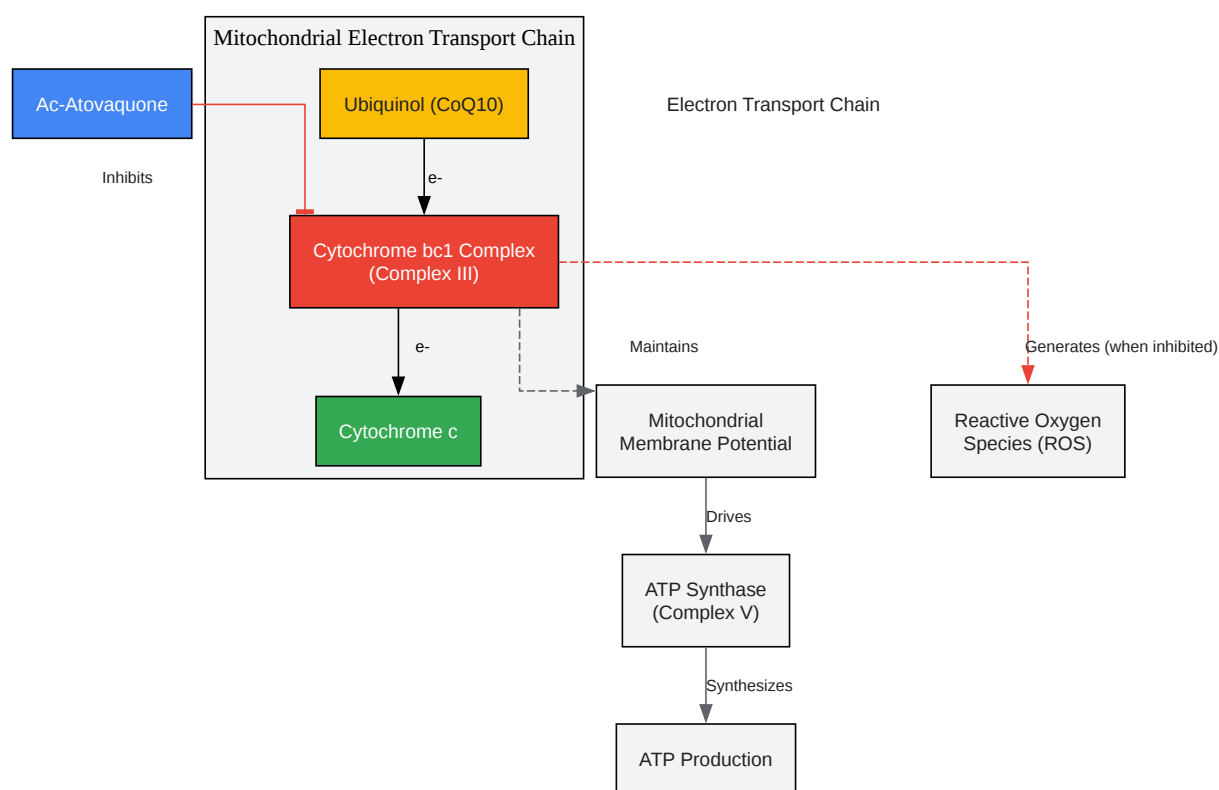 Mitochondrial Electron Transport Chain
Ac-Atovaquone
Ubiquinol (CoQ10)
Electron Transport Chain
Inhibits
e-
Cytochrome bc1 Complex
(Complex III)
e-
Maintains
Generates (when inhibited)
Cytochrome c
Mitochondrial
Membrane Potential
Reactive Oxygen
Species (ROS)
Drives
ATP Synthase
(Complex V)
Synthesizes
ATP Production